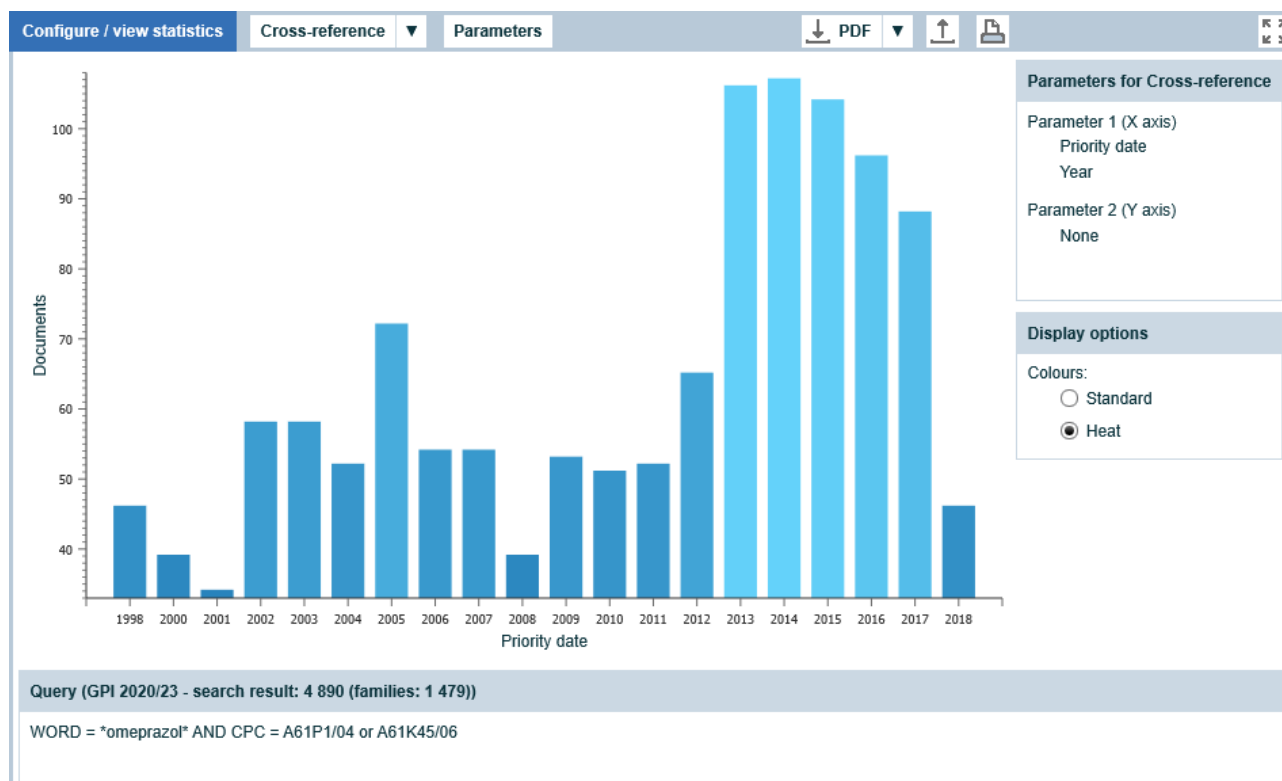 Configure / view statistics Cross-reference ▼ Parameters PDF ▼
Parameters for Cross-reference
Parameter 1 (X axis)
Priority date
Year
Parameter 2 (Y axis)
None
Display options
Colours:
Standard
Heat
Documents
100
90
80
70
60
50
40
1998 2000 2001 2002 2003 2004 2005 2006 2007 2008 2009 2010 2011 2012 2013 2014 2015 2016 2017 2018
Priority date
Query (GPI 2020/23 - search result: 4 890 (families: 1 479))
WORD = *omeprazol* AND CPC = A61P1/04 or A61K45/06